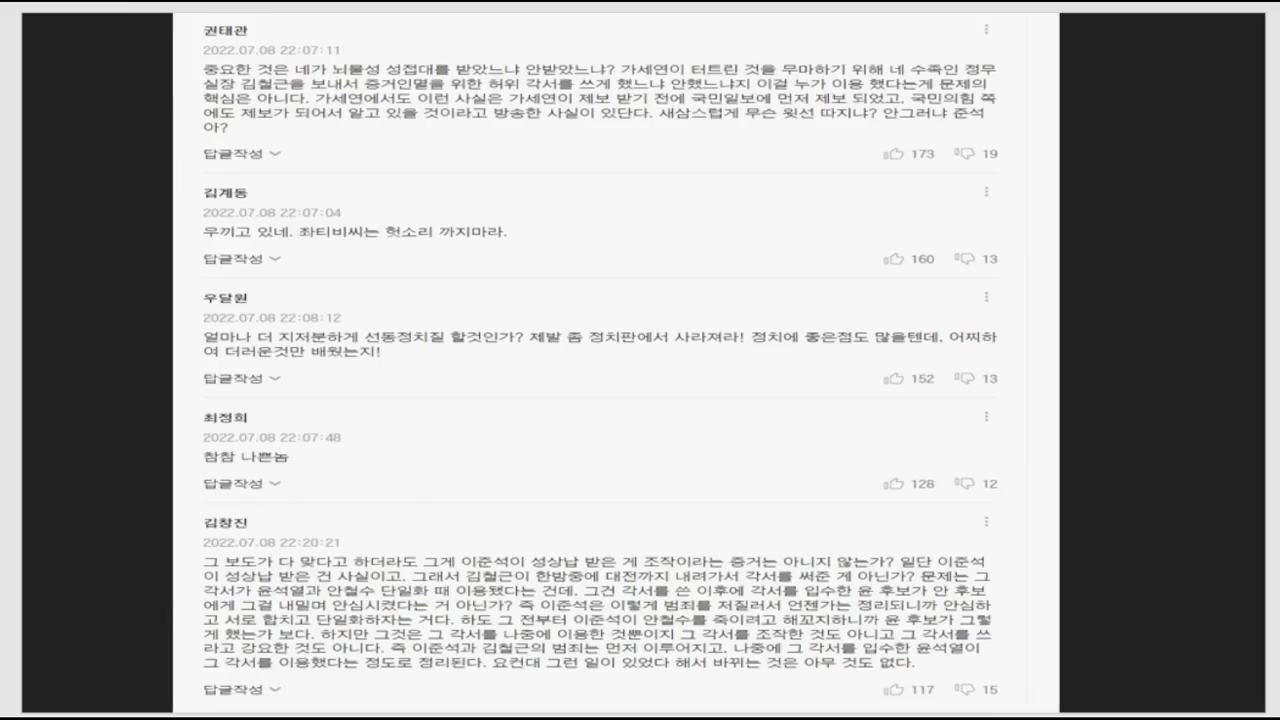 권태관
2022.07.08 22:07:11
중요한 것은 네가 뇌물성 성접대를 받았느냐 안받았느냐? 가세연이 터트린 것을 무마하기 위해 네 수족인 정무
실장 김철근을 보내서 증거인멸을 위한 허위 각서를 쓰게 했느냐 안했느냐지 이걸 누가 이용 했다는게 문제의
핵심은 아니다. 가세연에서도 이런 사실은 가세연이 제보 받기 전에 국민일보에 먼저 제보 되었고, 국민의힘 쪽
에도 제보가 되어서 알고 있을 것이라고 방송한 사실이 있단다. 새삼스럽게 무슨 윗선 따지냐? 안그러냐 준석
아?
답글작성
173 19
김계동
2022.07.08 22:07:04
우끼고 있네. 좌티비씨는 헛소리 까지마라.
답글작성
160 13
우달원
2022.07.08 22:08:12
얼마나 더 지저분하게 선동정치질 할것인가? 제발 좀 정치판에서 사라져라! 정치에 좋은점도 많을텐데, 어찌하
여 더러운것만 배웠는지!
답글작성
152 13
최정희
2022.07.08 22:07:48
참참 나쁜놈
답글작성
128 12
김창진
2022.07.08 22:20:21
그 보도가 다 맞다고 하더라도 그게 이준석이 성상납 받은 게 조작이라는 증거는 아니지 않는가? 일단 이준석
이 성상납 받은 건 사실이고, 그래서 김철근이 한밤중에 대전까지 내려가서 각서를 써준 게 아닌가? 문제는 그
각서가 윤석열과 안철수 단일화 때 이용됐다는 건데, 그건 각서를 쓴 이후에 각서를 입수한 윤 후보가 안 후보
에게 그걸 내밀며 안심시켰다는 거 아닌가? 즉 이준석은 이렇게 범죄를 저질러서 언젠가는 정리되니까 안심하
고 서로 합치고 단일화하자는 거다. 하도 그 전부터 이준석이 안철수를 죽이려고 해꼬지하니까 윤 후보가 그렇
게 했는가 보다. 하지만 그것은 그 각서를 나중에 이용한 것뿐이지 그 각서를 조작한 것도 아니고 그 각서를 쓰
라고 강요한 것도 아니다. 즉 이준석과 김철근의 범죄는 먼저 이루어지고, 나중에 그 각서를 입수한 윤석열이
그 각서를 이용했다는 정도로 정리된다. 요컨대 그런 일이 있었다 해서 바뀌는 것은 아무 것도 없다.
답글작성
117 15